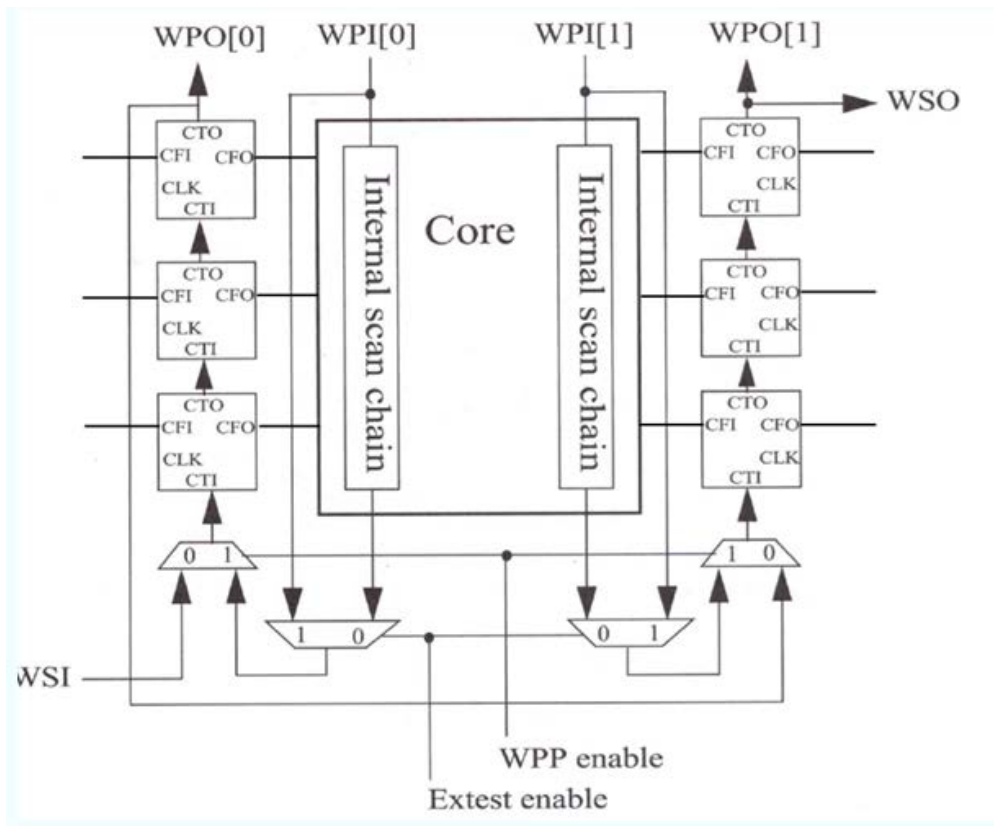 WPO[0]
WPI[0]
WPI[1]
WPO[1]
WSO
CTO
CFI CFO
CLK
CTI
CTO
CFI CFO
CLK
CTI
CTO
CFI CFO
CLK
CTI
Internal scan chain
Core
Internal scan chain
CTO
CFI CFO
CLK
CTI
CTO
CFI CFO
CLK
CTI
CTO
CFI CFO
CLK
CTI
0 1
1 0
1 0
0 1
WSI
WPP enable
Extest enable